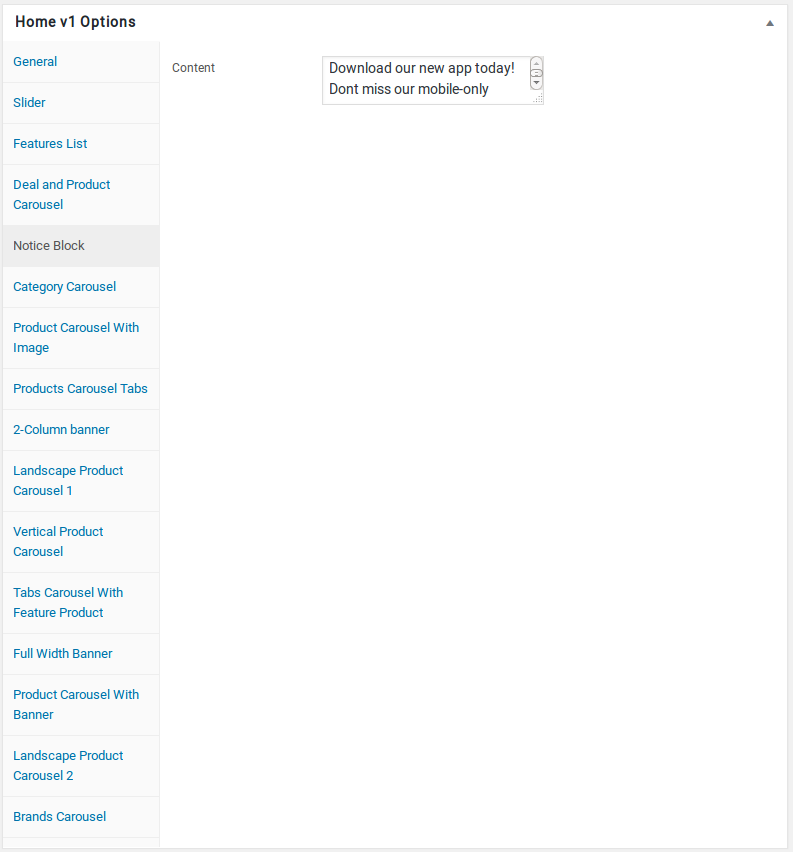 Home v1 Options
General
Slider
Features List
Deal and Product
Carousel
Notice Block
Category Carousel
Product Carousel With
Image
Products Carousel Tabs
2-Column banner
Landscape Product
Carousel 1
Vertical Product
Carousel
Tabs Carousel With
Feature Product
Full Width Banner
Product Carousel With
Banner
Landscape Product
Carousel 2
Brands Carousel
Content
Download our new app today!
Dont miss our mobile-only